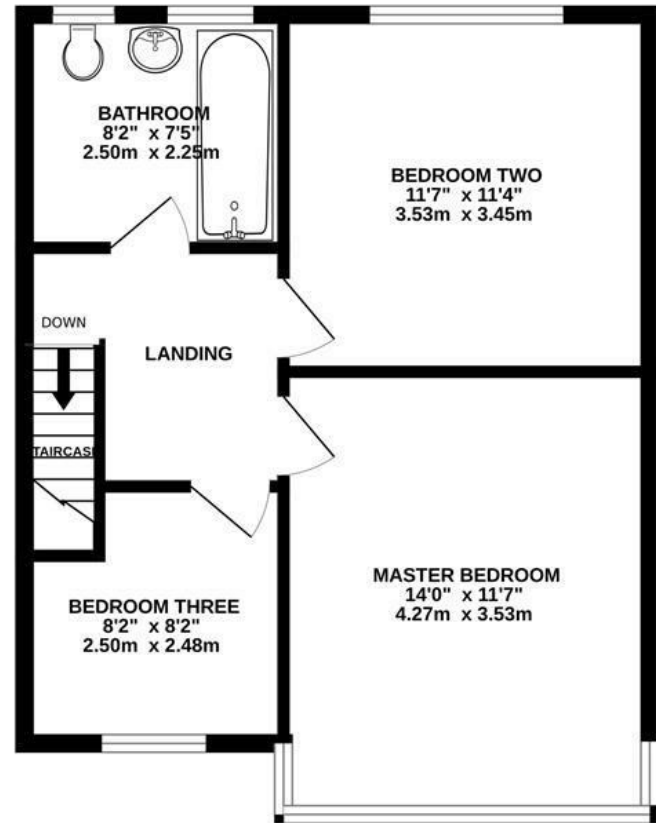 BATHROOM
8'2" x 7'5"
2.50m x 2.25m
BEDROOM TWO
11'7" x 11'4"
3.53m x 3.45m
DOWN
LANDING
TAIRCAS
MASTER BEDROOM
14'0" x 11'7"
4.27m x 3.53m
BEDROOM THREE
8'2" x 8'2"
2.50m x 2.48m